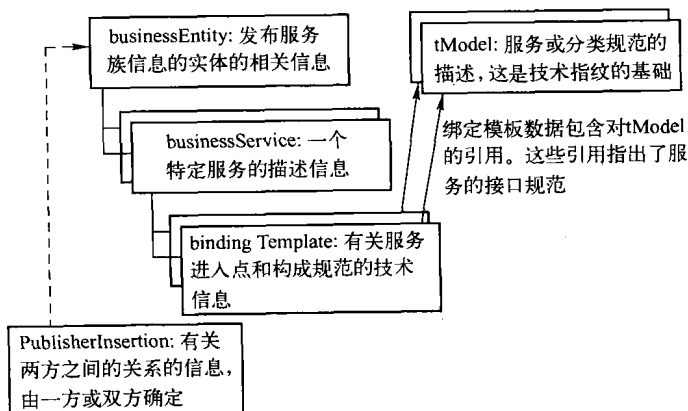 businessEntity: 发布服务
族信息的实体的相关信息
tModel: 服务或分类规范的
描述，这是技术指纹的基础
businessService: 一个
特定服务的描述信息
绑定模板数据包含对tModel
的引用。这些引用指出了服
务的接口规范
binding Template: 有关服务
进入点和构成规范的技术
信息
PublisherInsertion: 有关
两方之间的关系的信息，
由一方或双方确定